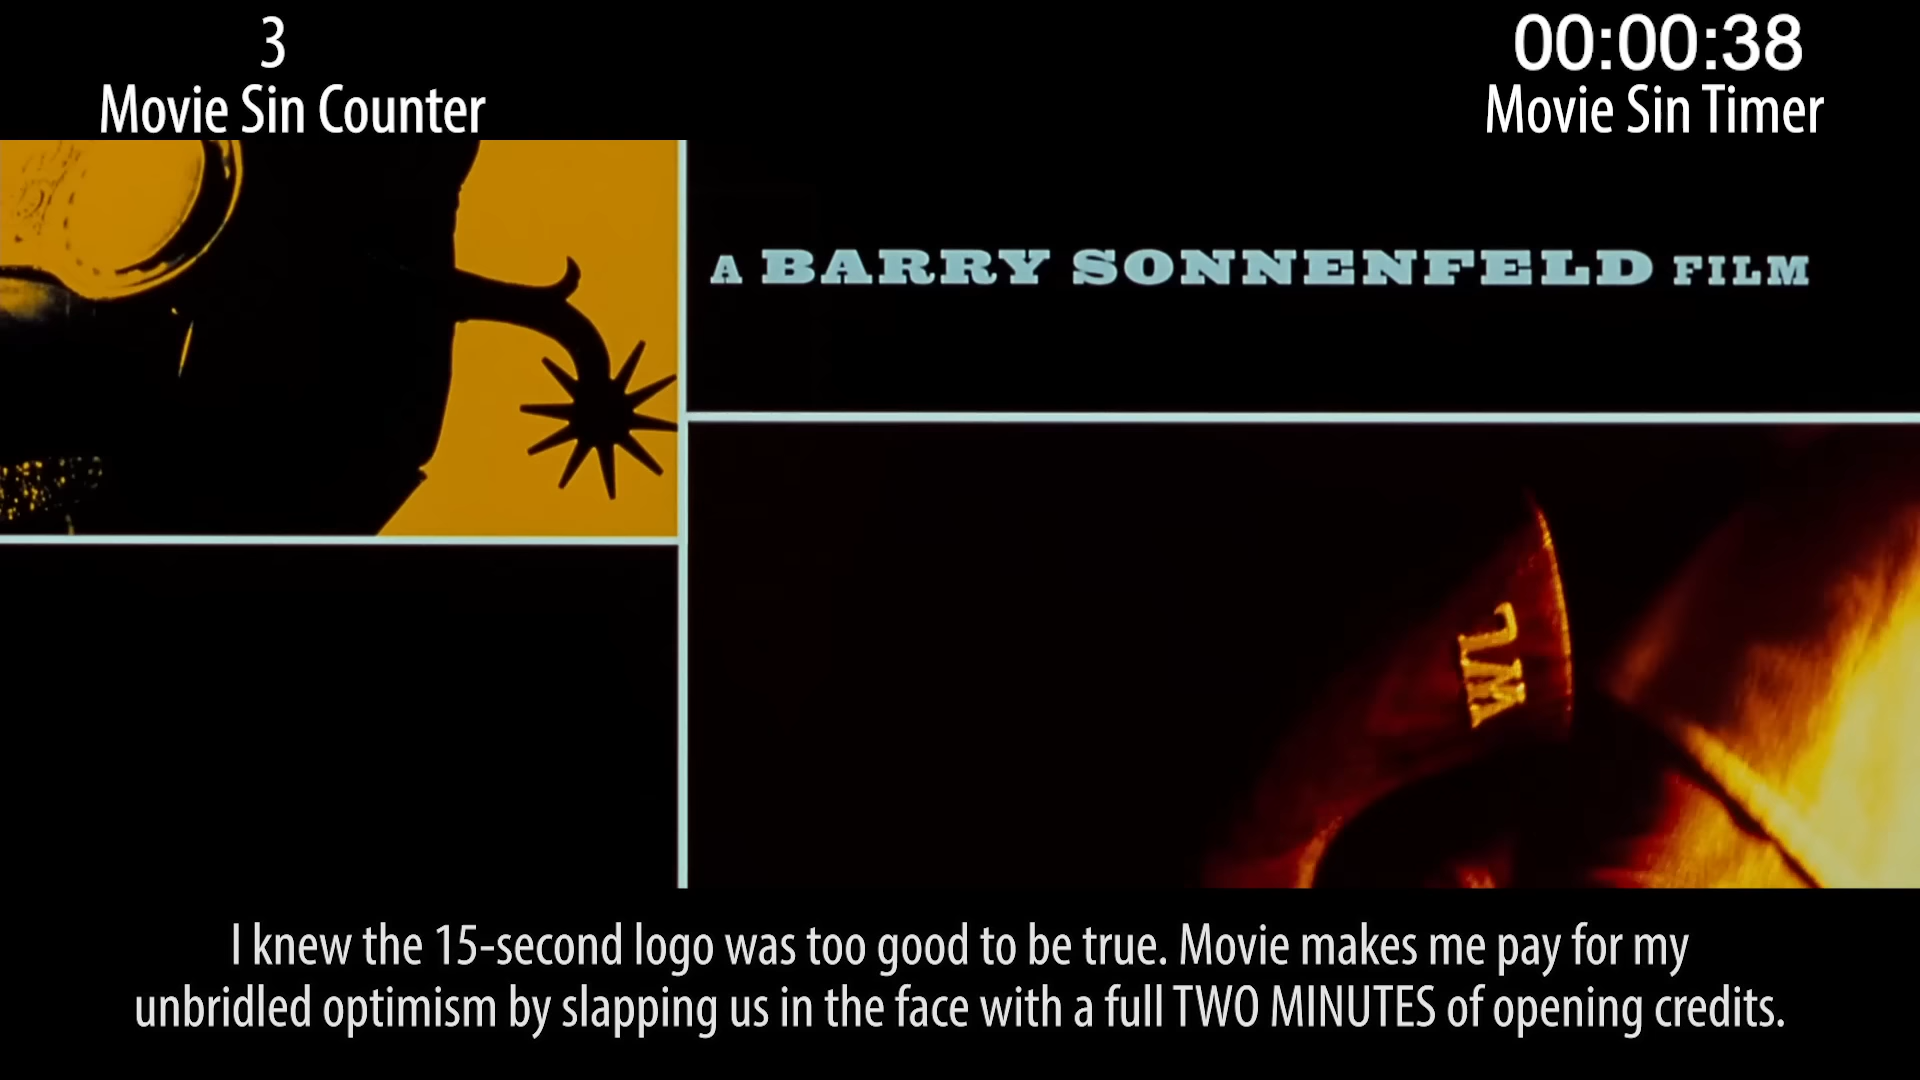 3
Movie Sin Counter
00:00:38
Movie Sin Timer
A BARRY SONNENFELD FILM
WL
I knew the 15-second logo was too good to be true. Movie makes me pay for my
unbridled optimism by slapping us in the face with a full TWO MINUTES of opening credits.